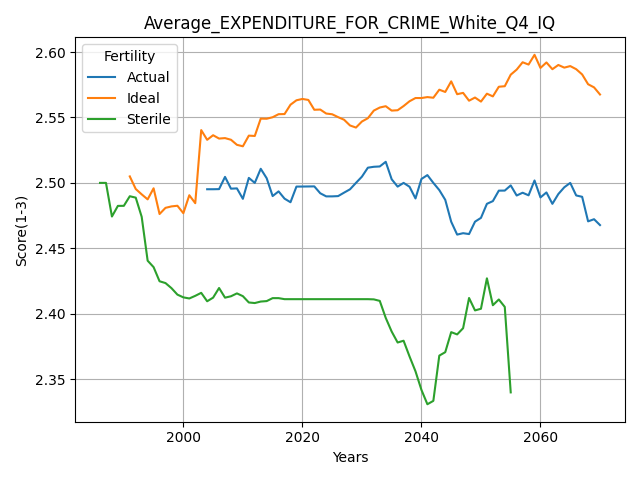 Average_EXPENDITURE_FOR_CRIME_White_Q4_IQ
Fertility
Actual
Ideal
Sterile
Score(1-3)
2.60
2.55
2.50
2.45
2.40
2.35
2000 2020 2040 2060
Years